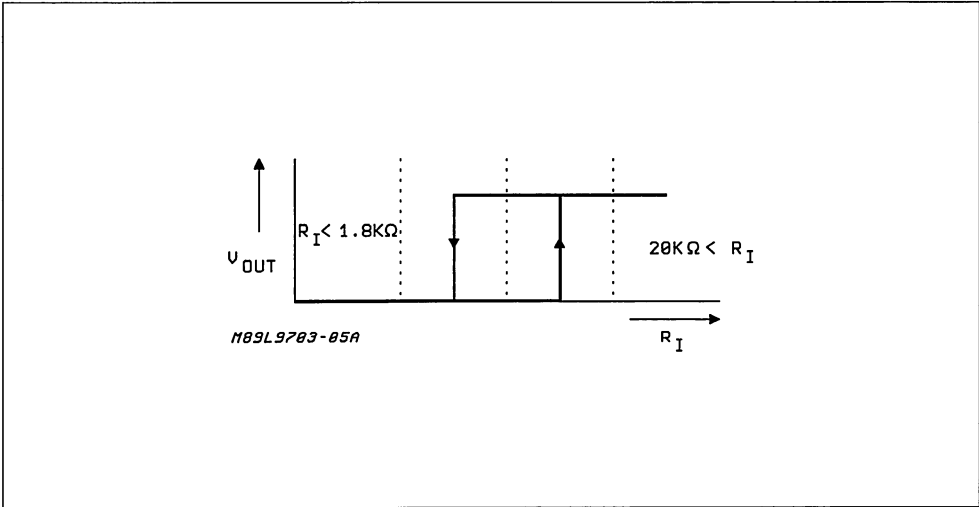 R_I < 1.8KΩ
20KΩ < R_I
V_OUT
M89L9703-05A
R_I